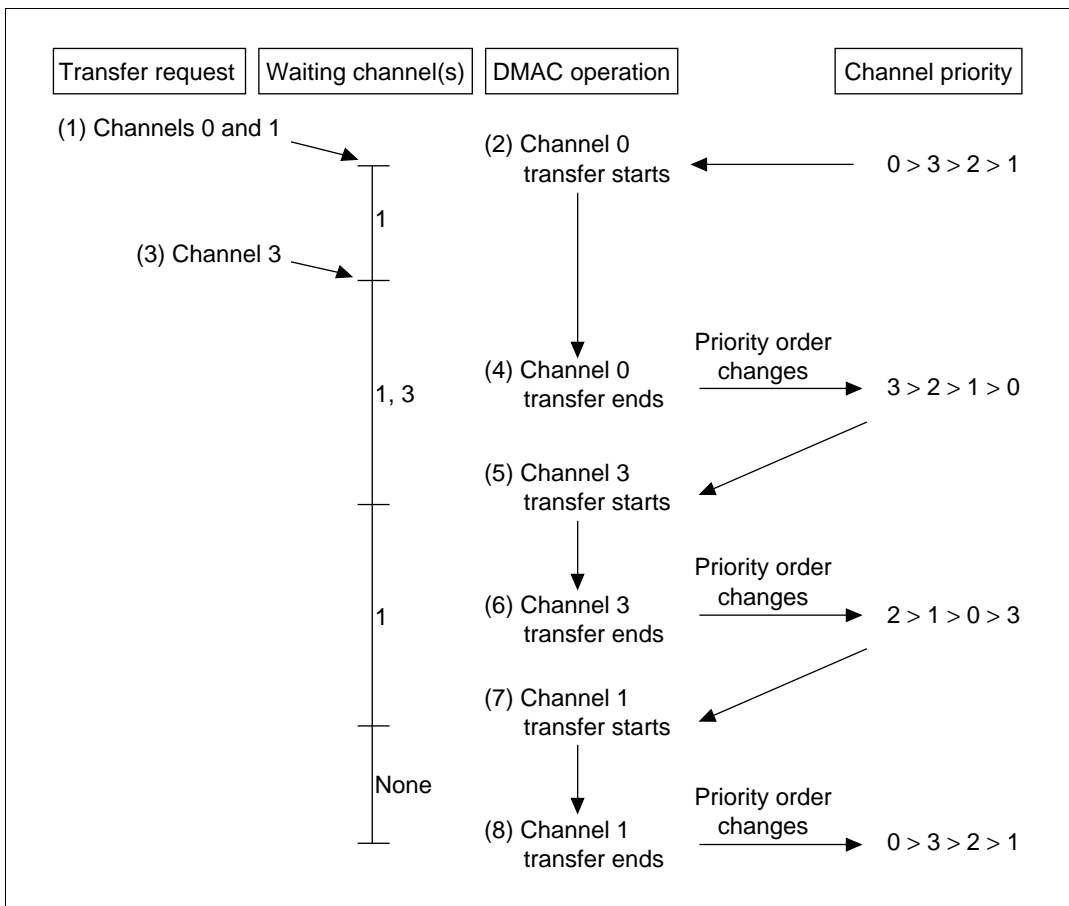 Transfer request
Waiting channel(s)
DMAC operation
Channel priority
(1) Channels 0 and 1
(2) Channel 0
transfer starts
0 > 3 > 2 > 1
1
(3) Channel 3
1, 3
(4) Channel 0
transfer ends
Priority order
changes
3 > 2 > 1 > 0
(5) Channel 3
transfer starts
1
(6) Channel 3
transfer ends
Priority order
changes
2 > 1 > 0 > 3
(7) Channel 1
transfer starts
None
(8) Channel 1
transfer ends
Priority order
changes
0 > 3 > 2 > 1